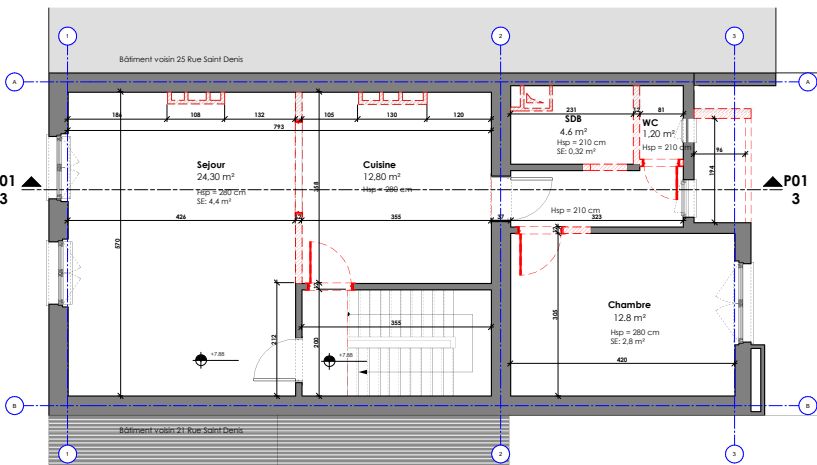 1
2
3
Bâtiment voisin 25 Rue Saint Denis
A
A
186
108
132
105
130
120
793
231
12
81
SDB
4.6 m²
Hsp = 210 cm
SE: 0,32 m²
WC
1,20 m²
Hsp = 210 cm
96
194
Sejour
24,30 m²
Hsp = 280 cm
SE: 4,4 m²
Cuisine
12,80 m²
Hsp = 280 cm
358
P01
3
P01
3
426
355
37
Hsp = 210 cm
323
570
305
Chambre
12.8 m²
Hsp = 280 cm
SE: 2,8 m²
355
212
200
+7.88
+7.88
420
B
B
Bâtiment voisin 21 Rue Saint Denis
1
2
3